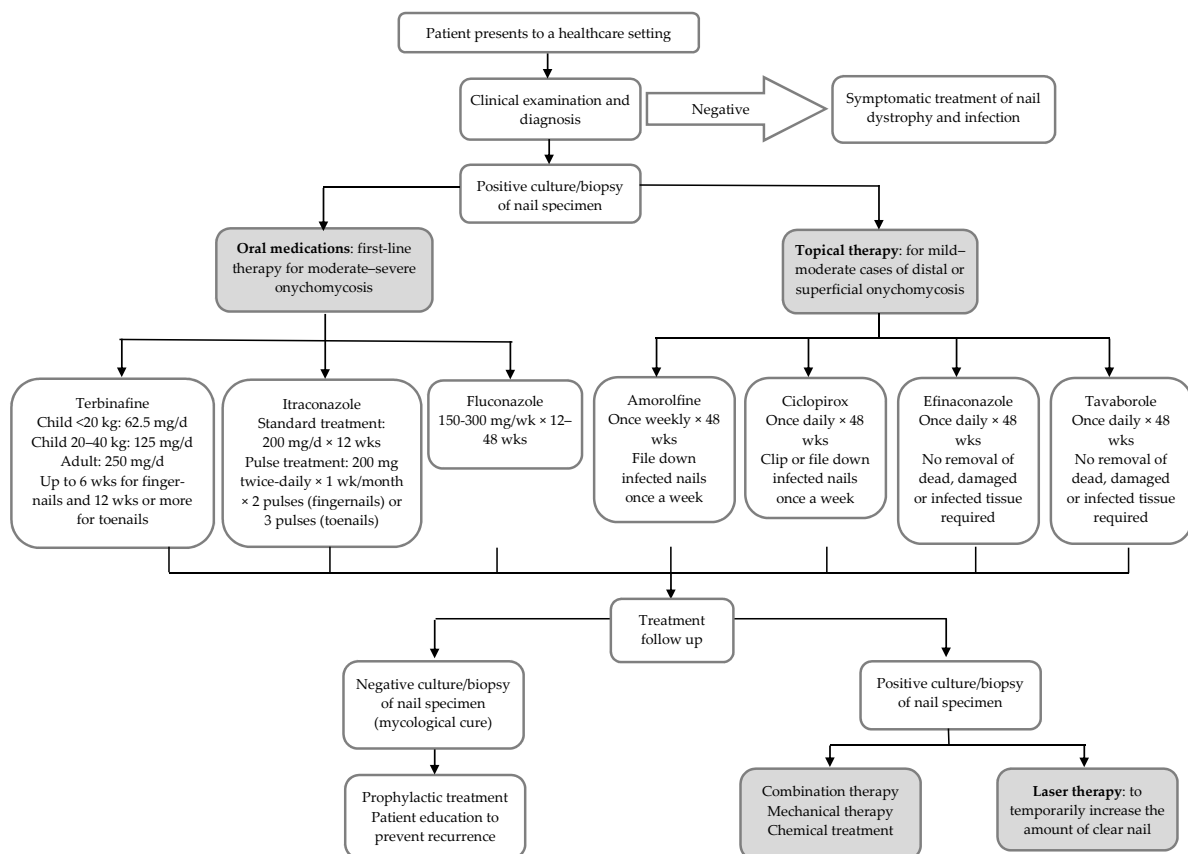 Patient presents to a healthcare setting
Clinical examination and
diagnosis
Negative
Symptomatic treatment of nail
dystrophy and infection
Positive culture/biopsy
of nail specimen
Oral medications: first-line
therapy for moderate–severe
onychomycosis
Topical therapy: for mild–
moderate cases of distal or
superficial onychomycosis
Terbinafine
Child <20 kg: 62.5 mg/d
Child 20–40 kg: 125 mg/d
Adult: 250 mg/d
Up to 6 wks for finger-
nails and 12 wks or more
for toenails
Itraconazole
Standard treatment:
200 mg/d × 12 wks
Pulse treatment: 200 mg
twice-daily × 1 wk/month
× 2 pulses (fingernails) or
3 pulses (toenails)
Fluconazole
150-300 mg/wk × 12–
48 wks
Amorolfine
Once weekly × 48
wks
File down
infected nails
once a week
Ciclopirox
Once daily × 48
wks
Clip or file down
infected nails
once a week
Efinaconazole
Once daily × 48
wks
No removal of
dead, damaged
or infected tissue
required
Tavaborole
Once daily × 48
wks
No removal of
dead, damaged
or infected tissue
required
Treatment
follow up
Negative culture/biopsy
of nail specimen
(mycological cure)
Positive culture/biopsy
of nail specimen
Prophylactic treatment
Patient education to
prevent recurrence
Combination therapy
Mechanical therapy
Chemical treatment
Laser therapy: to
temporarily increase the
amount of clear nail